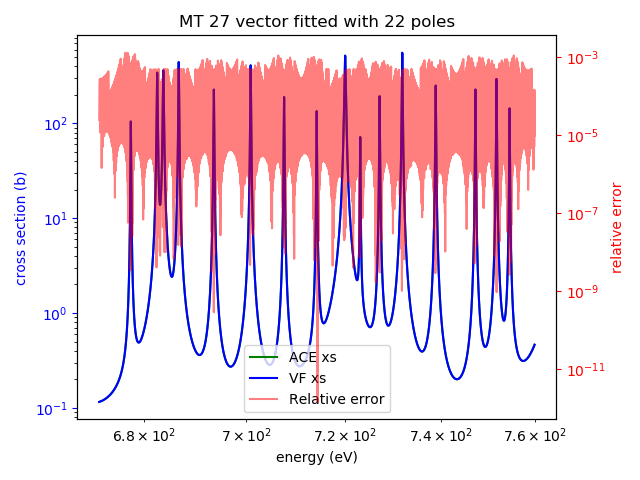 MT 27 vector fitted with 22 poles
cross section (b)
10²
10¹
10⁰
10⁻¹
10⁻³
10⁻⁵
10⁻⁷
10⁻⁹
10⁻¹¹
relative error
ACE xs
VF xs
Relative error
6.8 × 10² 7 × 10² 7.2 × 10² 7.4 × 10² 7.6 × 10²
energy (eV)